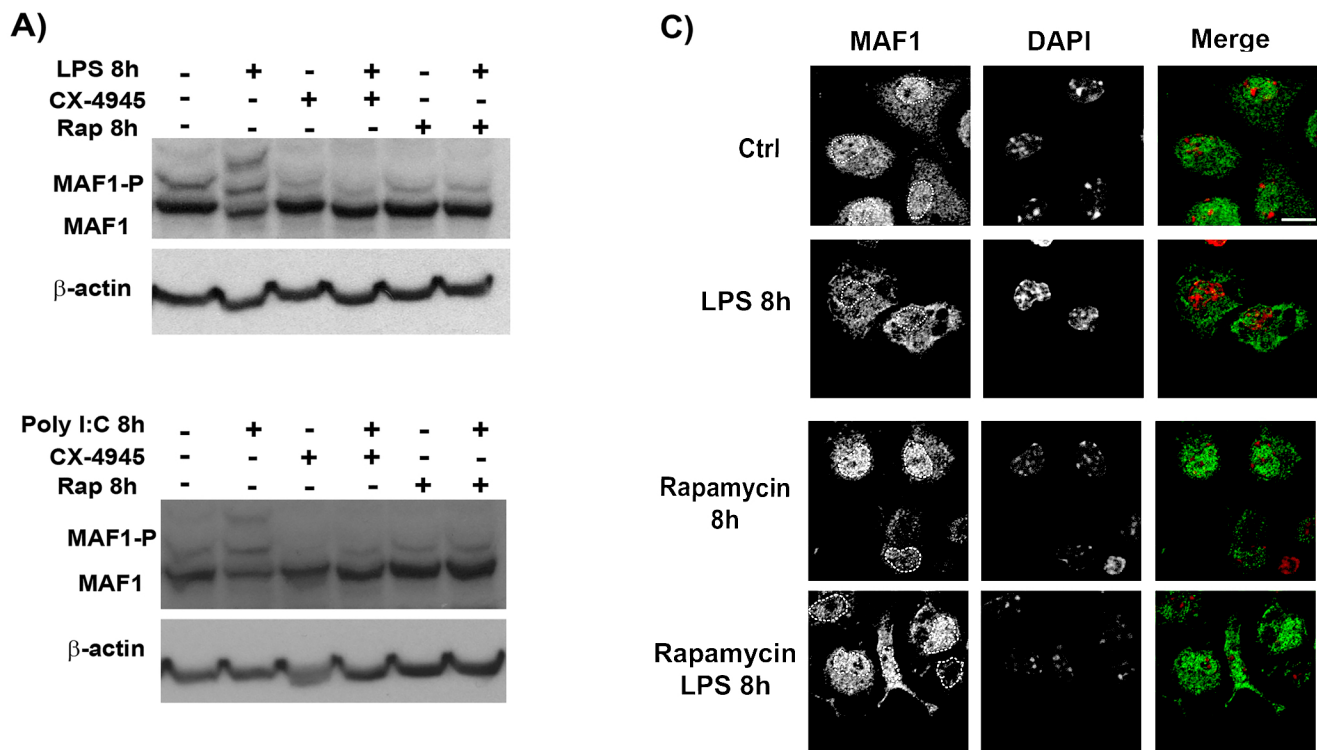 A)
LPS 8h - + - + - -+
CX-4945 - - + + - -
Rap 8h - - - - + +
MAF1-P
MAF1
β-actin
Poly I:C 8h - + - + - +
CX-4945 - - + + - -
Rap 8h - - - - + +
MAF1-P
MAF1
β-actin
C)
MAF1 DAPI Merge
Ctrl
LPS 8h
Rapamycin
8h
Rapamycin
LPS 8h